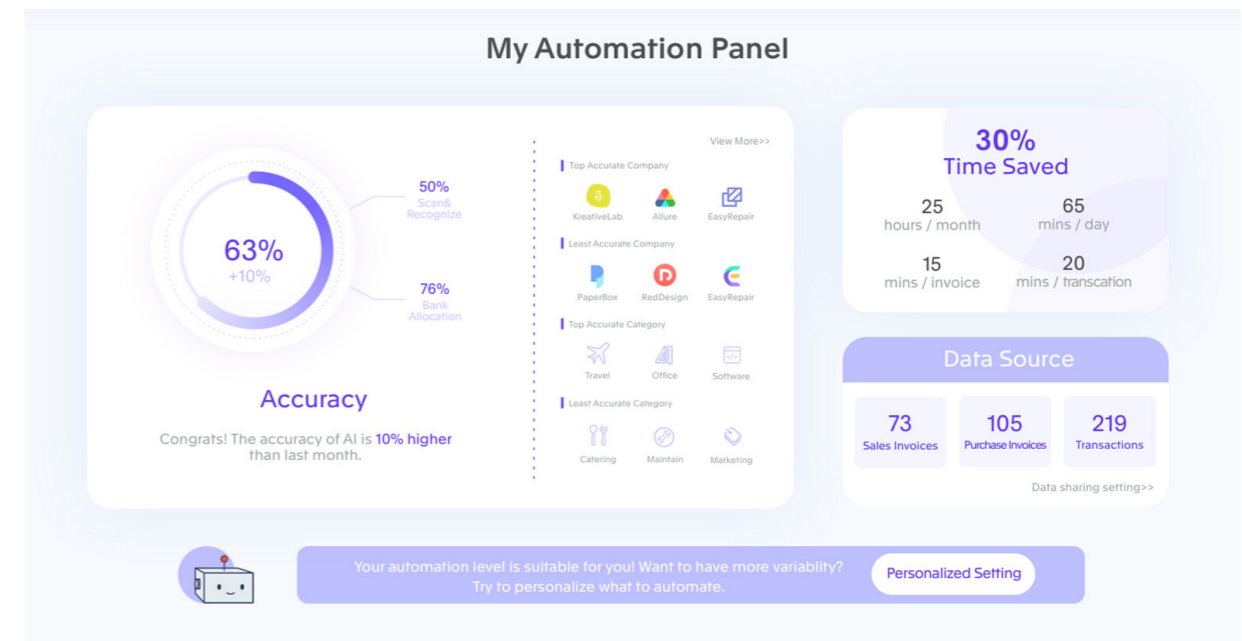 My Automation Panel
63%
+10%
50%
Scan&
Recognize
76%
Bank
Allocation
Accuracy
Congrats! The accuracy of AI is 10% higher
than last month.
View More>>
Top Accurate Company
KreativeLab Allure EasyRepair
Least Accurate Company
PaperBox RedDesign EasyRepair
Top Accurate Category
Travel Office Software
Least Accurate Category
Catering Maintain Marketing
30%
Time Saved
25 65
hours / month mins / day
15 20
mins / invoice mins / transcation
Data Source
73 105 219
Sales Invoices Purchase Invoices Transactions
Data sharing setting>>
Your automation level is suitable for you! Want to have more variablity?
Try to personalize what to automate.
Personalized Setting